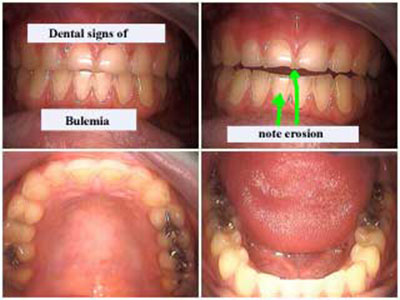 Dental signs of
Bulemia
note erosion